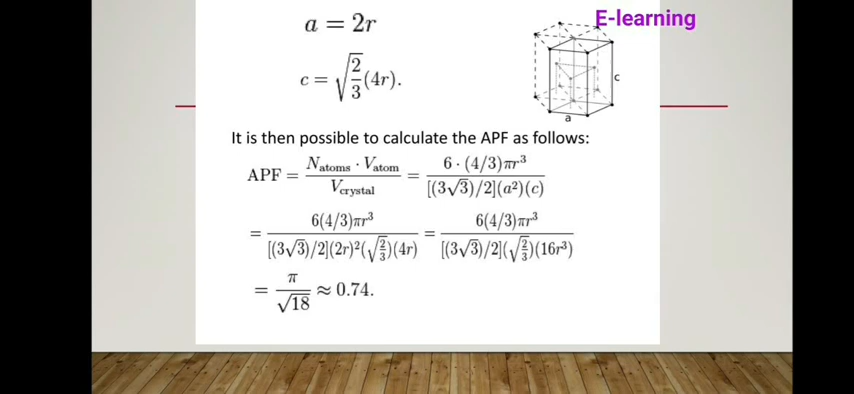 E-learning
a = 2r
c = √(2/3)(4r).
c
a
It is then possible to calculate the APF as follows:
APF = (N_atoms · V_atom)/V_crystal = (6 · (4/3)πr³)/([(3√3)/2](a²)(c))
= (6(4/3)πr³)/([(3√3)/2](2r)²(√(2/3))(4r)) = (6(4/3)πr³)/([(3√3)/2](√(2/3))(16r³))
= π/√18 ≈ 0.74.